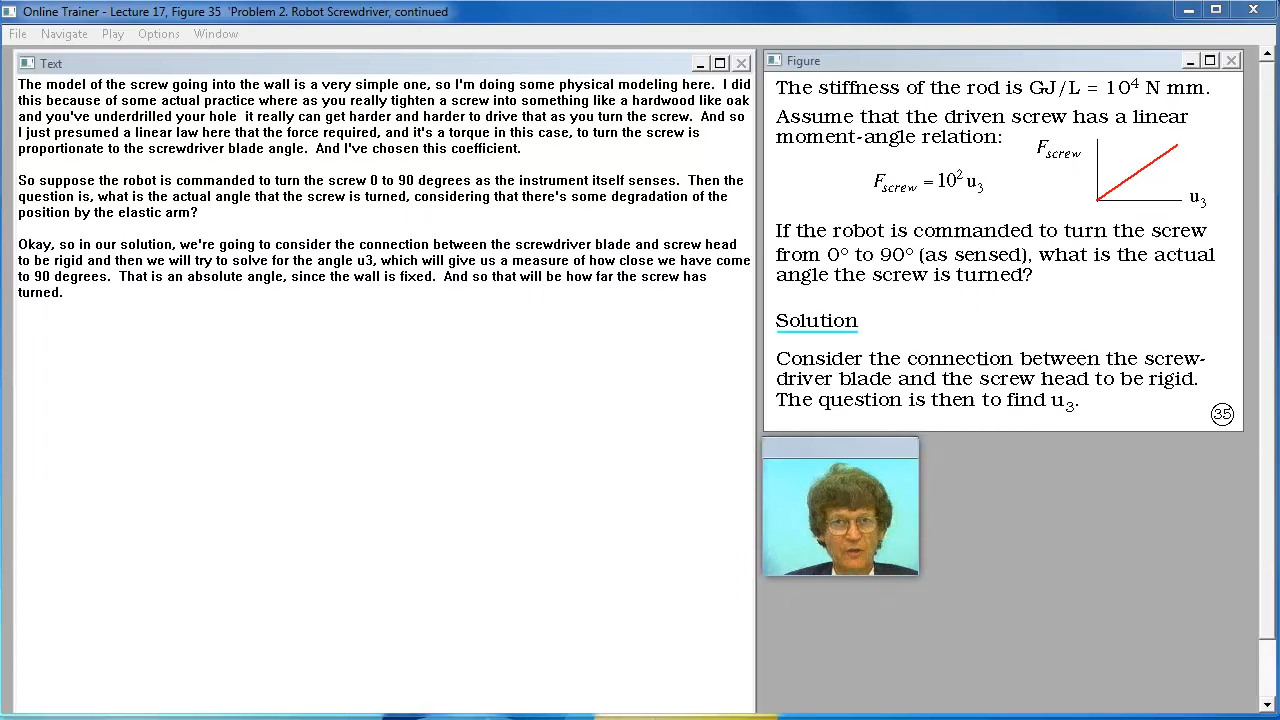 Online Trainer - Lecture 17, Figure 35 'Problem 2. Robot Screwdriver, continued
File Navigate Play Options Window
Text
The model of the screw going into the wall is a very simple one, so I'm doing some physical modeling here. I did
this because of some actual practice where as you really tighten a screw into something like a hardwood like oak
and you've underdrilled your hole it really can get harder and harder to drive that as you turn the screw. And so
I just presumed a linear law here that the force required, and it's a torque in this case, to turn the screw is
proportionate to the screwdriver blade angle. And I've chosen this coefficient.
So suppose the robot is commanded to turn the screw 0 to 90 degrees as the instrument itself senses. Then the
question is, what is the actual angle that the screw is turned, considering that there's some degradation of the
position by the elastic arm?
Okay, so in our solution, we're going to consider the connection between the screwdriver blade and screw head
to be rigid and then we will try to solve for the angle u3, which will give us a measure of how close we have come
to 90 degrees. That is an absolute angle, since the wall is fixed. And so that will be how far the screw has
turned.
Figure
The stiffness of the rod is GJ/L = 10⁴ N mm.
Assume that the driven screw has a linear
moment-angle relation:
F_screw
F_screw = 10² u₃
u₃
If the robot is commanded to turn the screw
from 0° to 90° (as sensed), what is the actual
angle the screw is turned?
Solution
Consider the connection between the screw-
driver blade and the screw head to be rigid.
The question is then to find u₃.
35